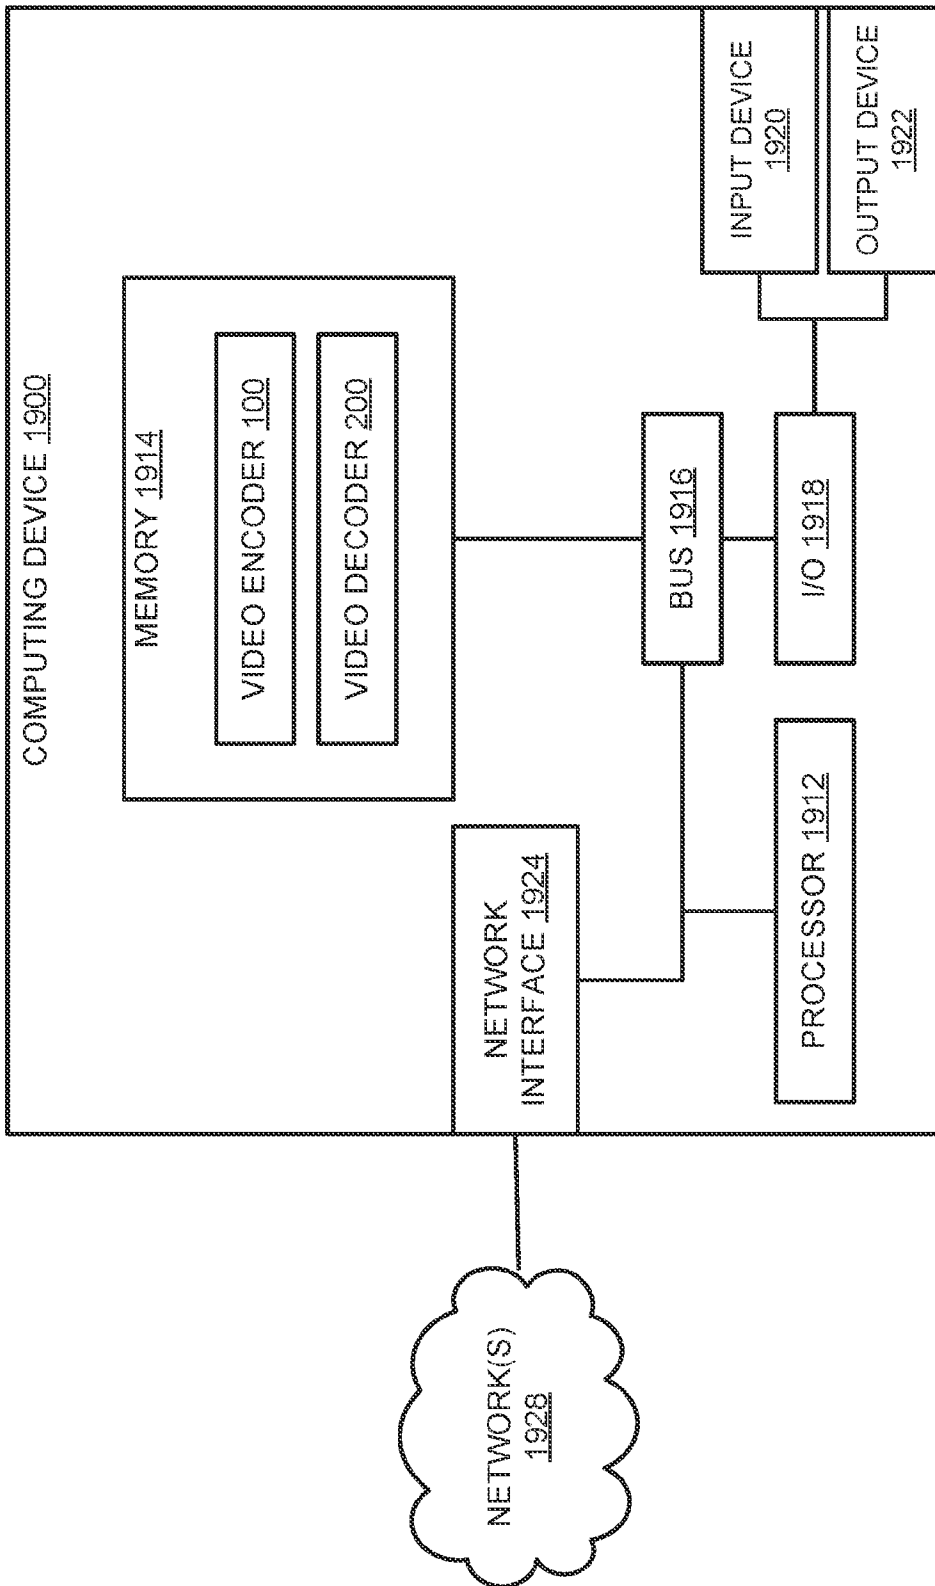 COMPUTING DEVICE 1900
MEMORY 1914
VIDEO ENCODER 100
VIDEO DECODER 200
NETWORK
INTERFACE 1924
NETWORK(S)
1928
BUS 1916
PROCESSOR 1912
I/O 1918
INPUT DEVICE
1920
OUTPUT DEVICE
1922